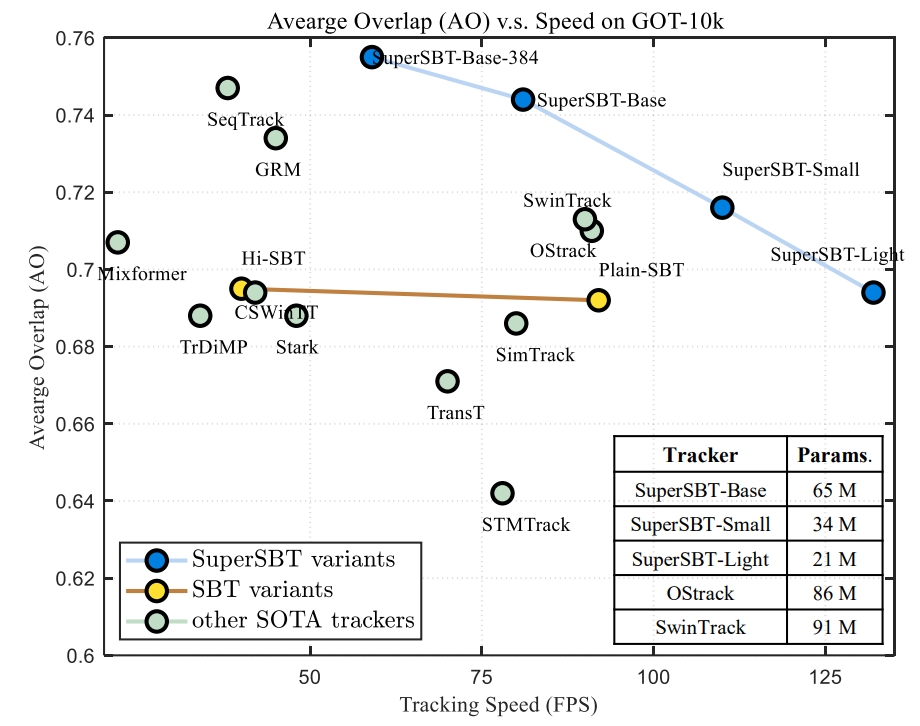 Avearge Overlap (AO) v.s. Speed on GOT-10k
0.76
SuperSBT-Base-384
SuperSBT-Base
SeqTrack
0.74
GRM
SuperSBT-Small
0.72
SwinTrack
OStrack
SuperSBT-Light
Hi-SBT
Plain-SBT
0.7
Mixformer
CSWinTT
TrDiMP
Stark
SimTrack
0.68
TransT
0.66
Tracker Params.
SuperSBT-Base 65 M
SuperSBT-Small 34 M
SuperSBT-Light 21 M
OStrack 86 M
SwinTrack 91 M
0.64
STMTrack
SuperSBT variants
SBT variants
other SOTA trackers
0.62
0.6
50 75 100 125
Tracking Speed (FPS)
Avearge Overlap (AO)